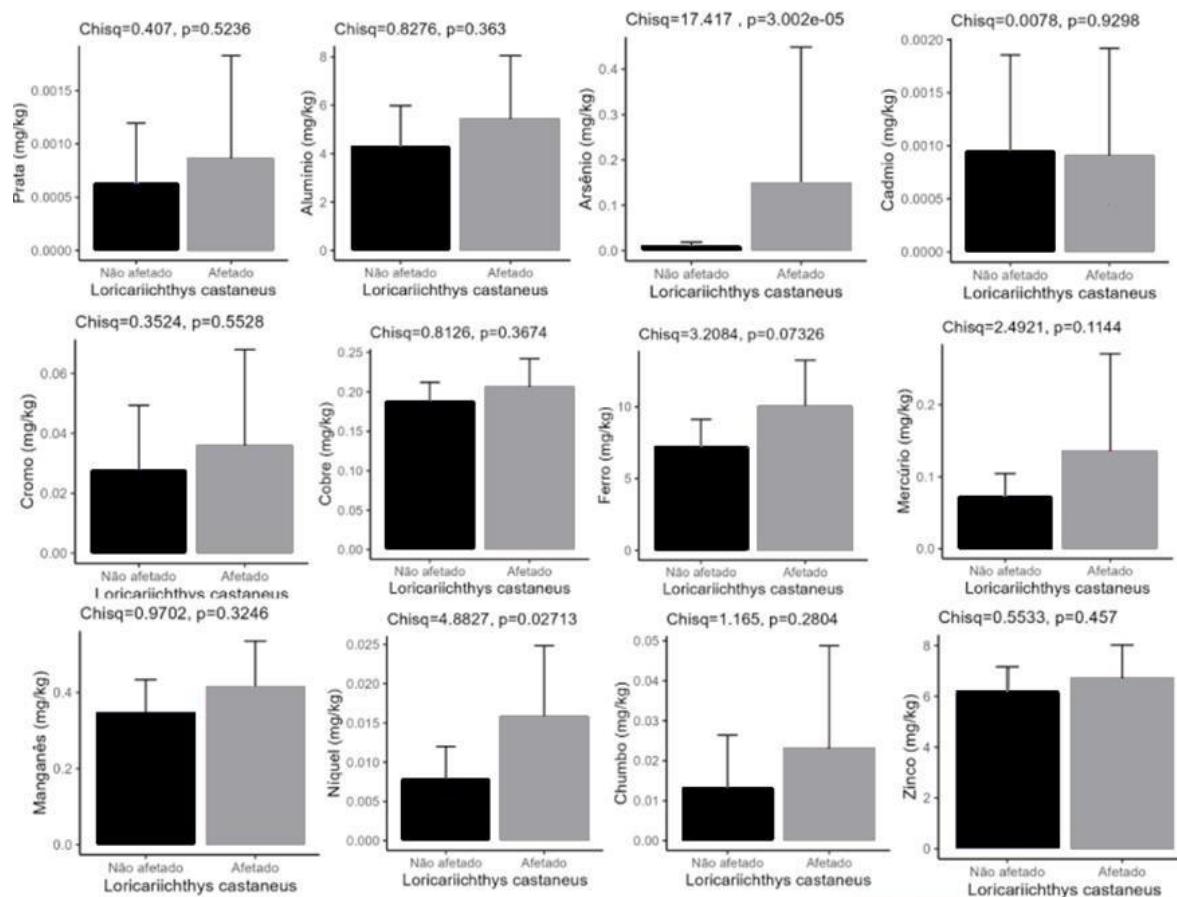 Chisq=0.407, p=0.5236
Prata (mg/kg)
0.0015
0.0010
0.0005
0.0000
Não afetado Afetado
Loricariichthys castaneus
Chisq=0.8276, p=0.363
Alumínio (mg/kg)
8
6
4
2
0
Não afetado Afetado
Loricariichthys castaneus
Chisq=17.417 , p=3.002e-05
Arsênio (mg/kg)
0.4
0.3
0.2
0.1
0.0
Não afetado Afetado
Loricariichthys castaneus
Chisq=0.0078, p=0.9298
Cadmio (mg/kg)
0.0020
0.0015
0.0010
0.0005
0.0000
Não afetado Afetado
Loricariichthys castaneus
Chisq=0.3524, p=0.5528
Cromo (mg/kg)
0.06
0.04
0.02
0.00
Não afetado Afetado
Loricariichthys castaneus
Chisq=0.8126, p=0.3674
Cobre (mg/kg)
0.25
0.20
0.15
0.10
0.05
0.00
Não afetado Afetado
Loricariichthys castaneus
Chisq=3.2084, p=0.07326
Ferro (mg/kg)
10
5
0
Não afetado Afetado
Loricariichthys castaneus
Chisq=2.4921, p=0.1144
Mercúrio (mg/kg)
0.2
0.1
0.0
Não afetado Afetado
Loricariichthys castaneus
Chisq=0.9702, p=0.3246
Manganês (mg/kg)
0.4
0.2
0.0
Não afetado Afetado
Loricariichthys castaneus
Chisq=4.8827, p=0.02713
Níquel (mg/kg)
0.025
0.020
0.015
0.010
0.005
0.000
Não afetado Afetado
Loricariichthys castaneus
Chisq=1.165, p=0.2804
Chumbo (mg/kg)
0.05
0.04
0.03
0.02
0.01
0.00
Não afetado Afetado
Loricariichthys castaneus
Chisq=0.5533, p=0.457
Zinco (mg/kg)
8
6
4
2
0
Não afetado Afetado
Loricariichthys castaneus